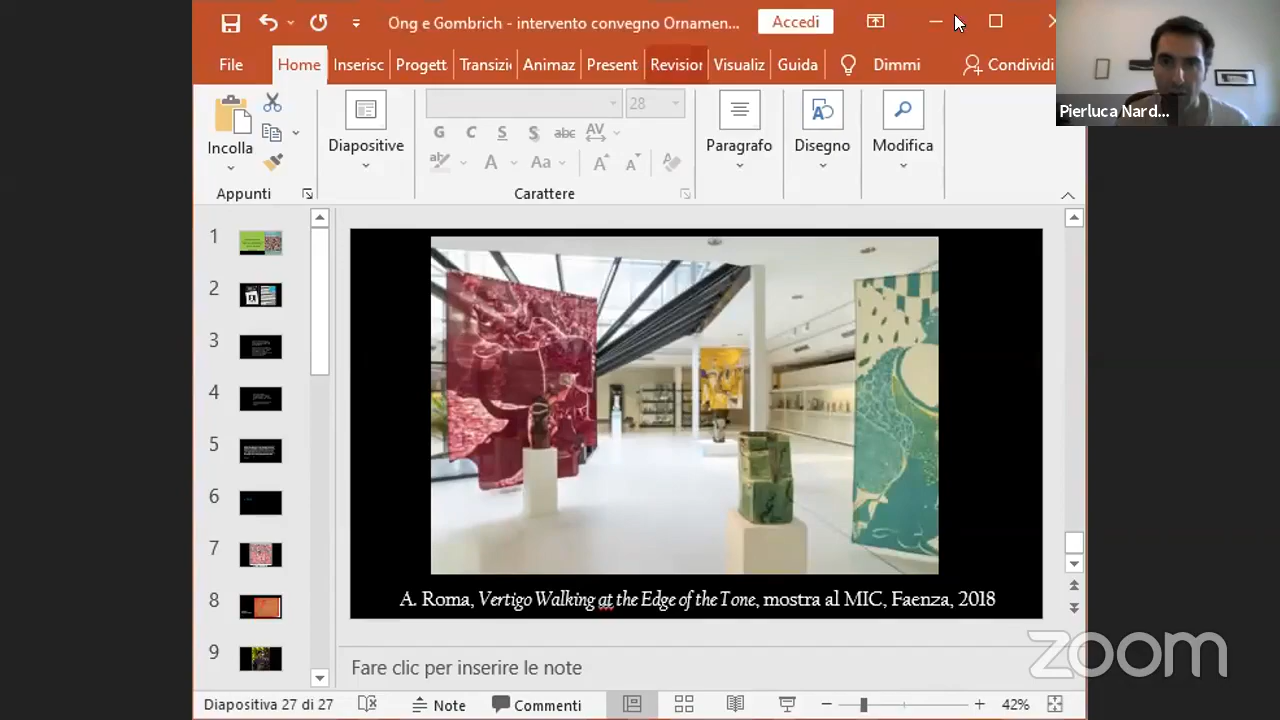 Ong e Gombrich - intervento convegno Ornamen...
Accedi
File
Home
Inserisc
Progett
Transizi
Animaz
Present
Revision
Visualiz
Guida
Dimmi
Condividi
Pierluca Nard...
Incolla
Diapositive
28
G C S S abc AV
A Aa A A
Paragrafo
Disegno
Modifica
Appunti
Carattere
1
2
3
4
5
6
7
8
9
A. Roma, Vertigo Walking at the Edge of the Tone, mostra al MIC, Faenza, 2018
Fare clic per inserire le note
zoom
Diapositiva 27 di 27
Note
Commenti
42%